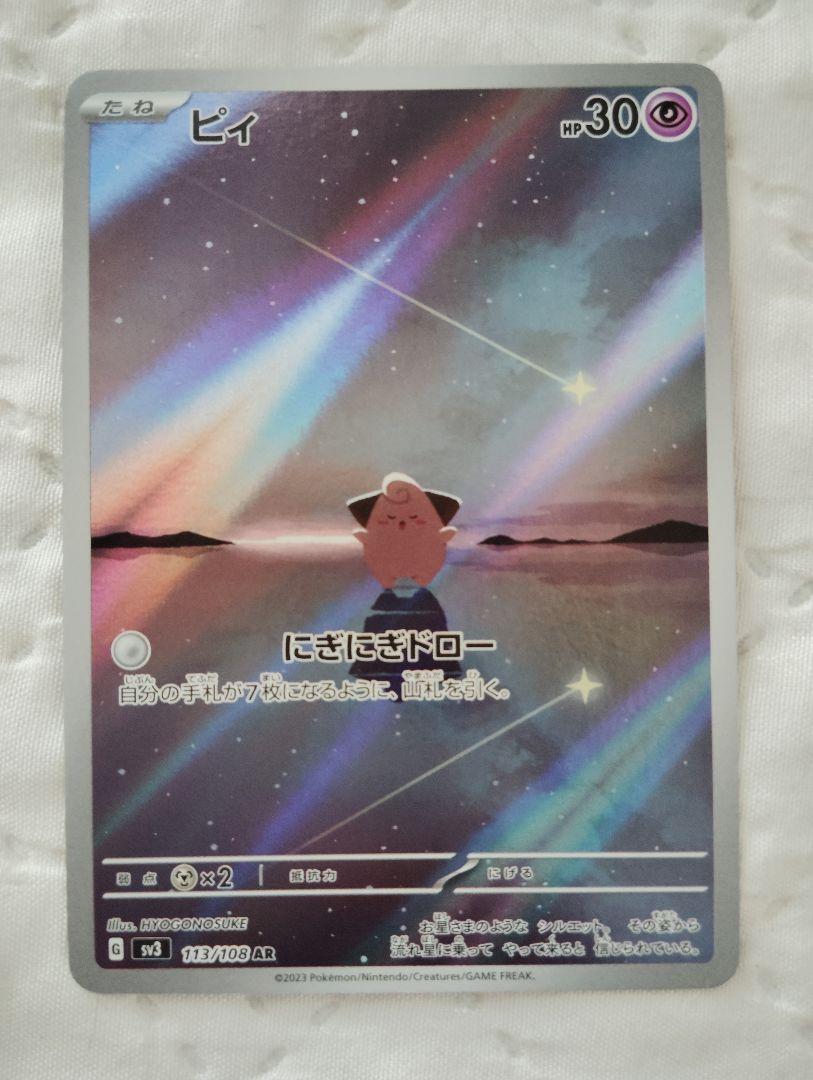 たね
ピィ
HP30
にぎにぎドロー
自分の手札が7枚になるように、山札を引く。
弱点 ×2 抵抗力 にげる
Illus. HYOGONOSUKE
お星さまのような シルエット。 その姿から
流れ星に乗って やって来ると 信じられている。
G sv3 113/108 AR
©2023 Pokémon/Nintendo/Creatures/GAME FREAK.